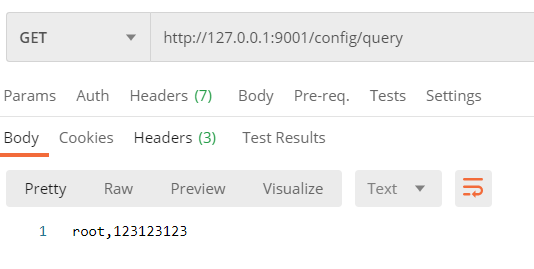 GET http://127.0.0.1:9001/config/query
Params Auth Headers (7) Body Pre-req. Tests Settings
Body Cookies Headers (3) Test Results
Pretty Raw Preview Visualize Text
1 root,123123123